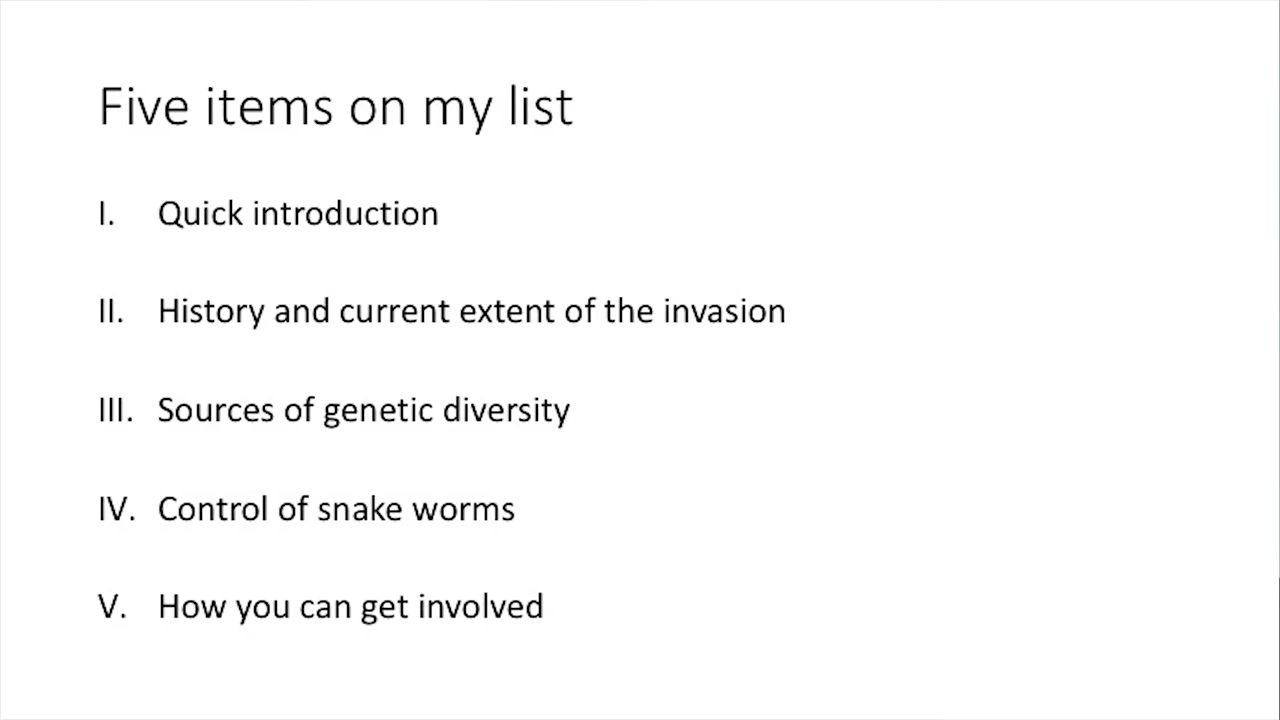 Five items on my list
I. Quick introduction
II. History and current extent of the invasion
III. Sources of genetic diversity
IV. Control of snake worms
V. How you can get involved